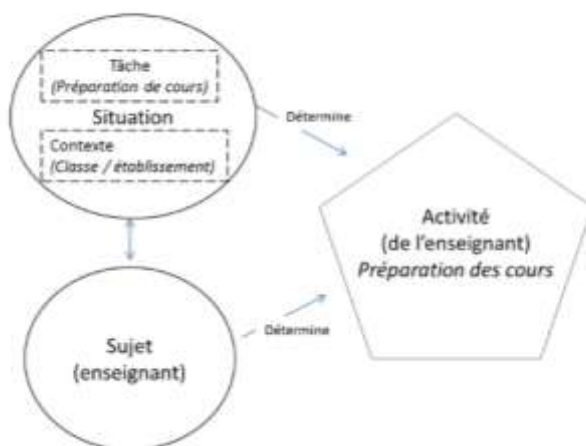 Tâche
(Préparation de cours)
Situation
Contexte
(Classe / établissement)
Détermine
Activité
(de l'enseignant)
Préparation des cours
Détermine
Sujet
(enseignant)